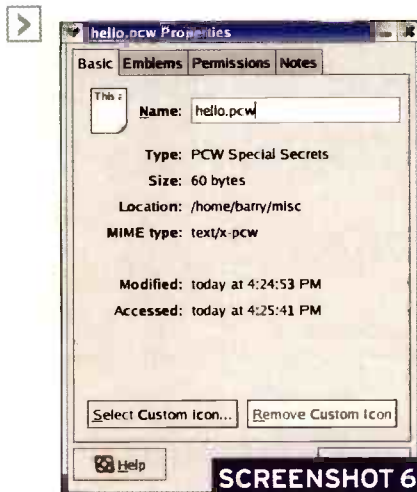 hello.pcw Properties
Basic Emblems Permissions Notes
This
Name: hello.pcw
Type: PCW Special Secrets
Size: 60 bytes
Location: /home/barry/misc
MIME type: text/x-pcw
Modified: today at 4:24:53 PM
Accessed: today at 4:25:41 PM
Select Custom icon... Remove Custom Icon
Help
SCREENSHOT 6